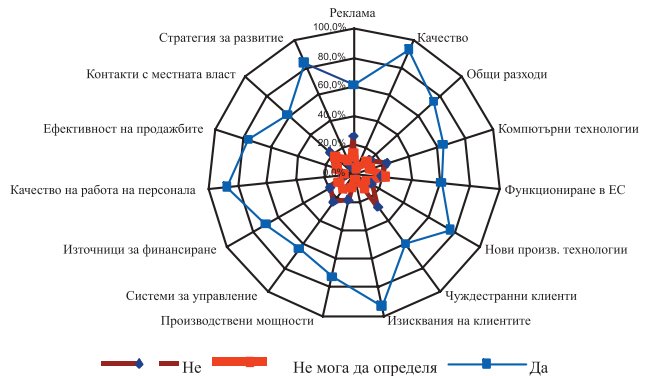 Реклама
100,0%
Стратегия за развитие
Качество
80,0%
Контакти с местната власт
Общи разходи
60,0%
40,0%
Ефективност на продажбите
Компютърни технологии
20,0%
0,0%
Качество на работа на персонала
Функциониране в ЕС
Източници за финансиране
Нови произв. технологии
Системи за управление
Чуждестранни клиенти
Производствени мощности
Изисквания на клиентите
Не
Не мога да определя
Да